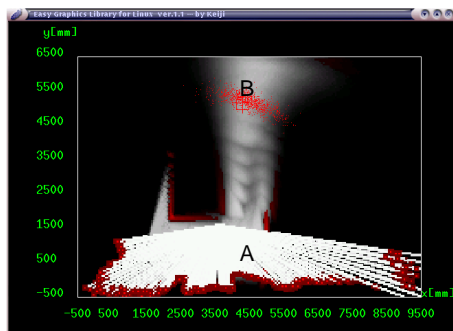 Easy Graphics Library for Linus ver.1.1 -- by Keiji
y[mm]
6500
5500
B
4500
3500
2500
1500
A
500
-500
x[mm]
-500 500 1500 2500 3500 4500 5500 6500 7500 8500 9500